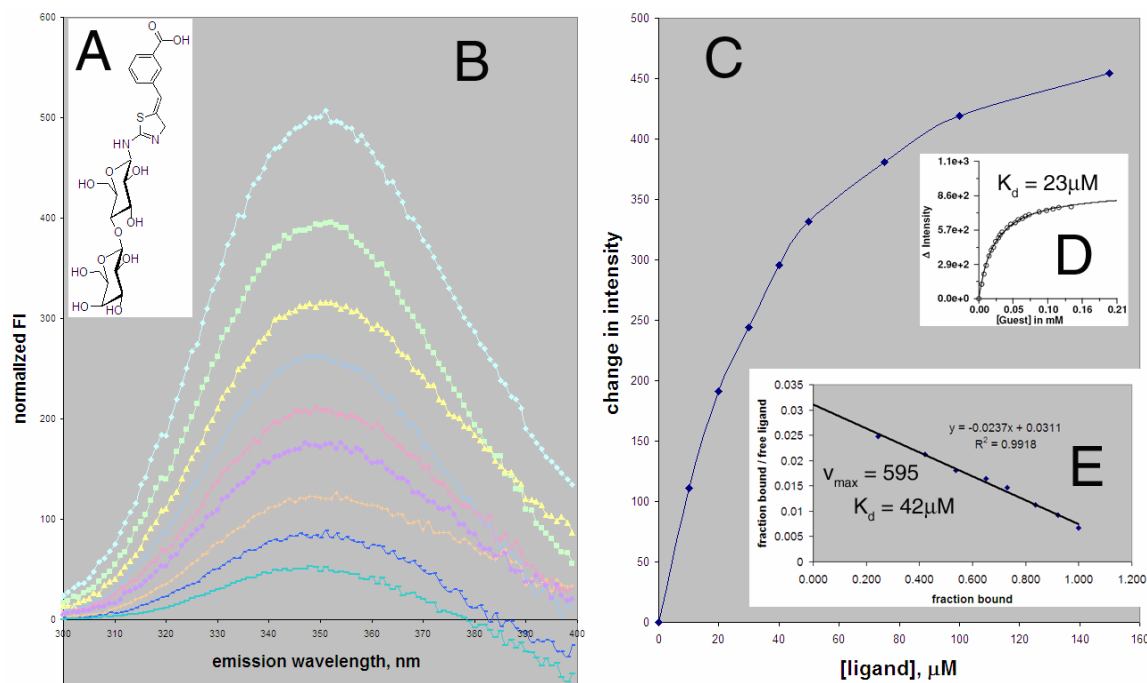 A
O
OH
S
HN
N
O
OH
HO
HO
OH
O
HO
O
OH
HO
HO
OH
B
600
500
400
300
200
100
0
300
310
320
330
340
350
360
370
380
390
400
normalized FI
emission wavelength, nm
C
500
450
400
350
300
250
200
150
100
50
0
0
20
40
60
80
100
120
140
160
change in intensity
[ligand], μM
K_d = 23μM
D
1.1e+3
8.6e+2
5.7e+2
2.9e+2
0.0e+0
0.00
0.05
0.10
0.16
0.21
Δ Intensity
[Guest] in mM
0.035
0.03
0.025
0.02
0.015
0.01
0.005
0
0.000
0.200
0.400
0.600
0.800
1.000
1.200
fraction bound / free ligand
fraction bound
y = -0.0237x + 0.0311
R² = 0.9918
E
v_max = 595
K_d = 42μM